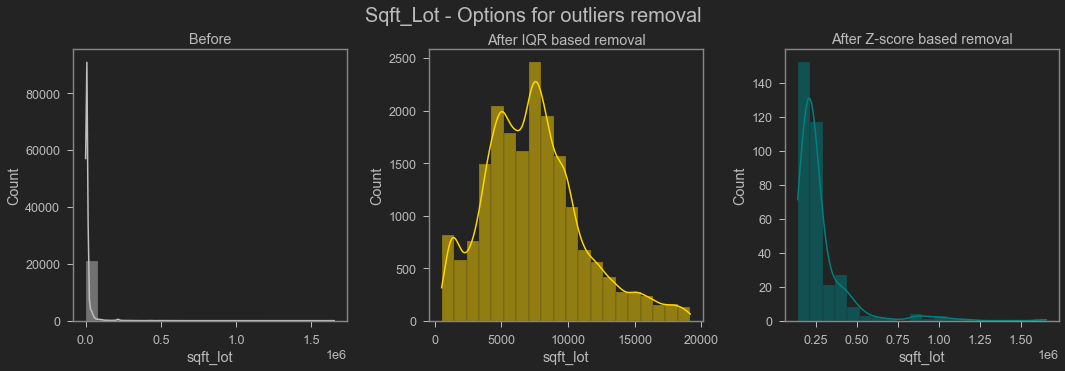 Sqft_Lot - Options for outliers removal
Before
80000
60000
40000
20000
0
Count
0.0 0.5 1.0 1.5
1e6
sqft_lot
After IQR based removal
2500
2000
1500
1000
500
0
Count
0 5000 10000 15000 20000
sqft_lot
After Z-score based removal
140
120
100
80
60
40
20
0
Count
0.25 0.50 0.75 1.00 1.25 1.50
1e6
sqft_lot